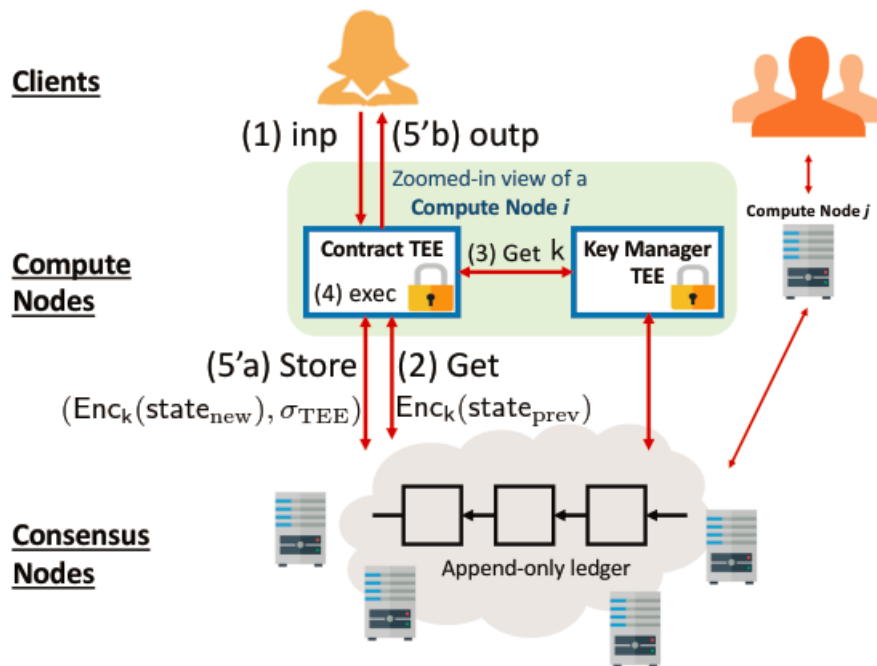 Clients
(1) inp
(5'b) outp
Zoomed-in view of a
Compute Node i
Compute Node j
Compute
Nodes
Contract TEE
(4) exec
(3) Get k
Key Manager
TEE
(5'a) Store
(Enc_k(state_new), σ_TEE)
(2) Get
Enc_k(state_prev)
Consensus
Nodes
Append-only ledger